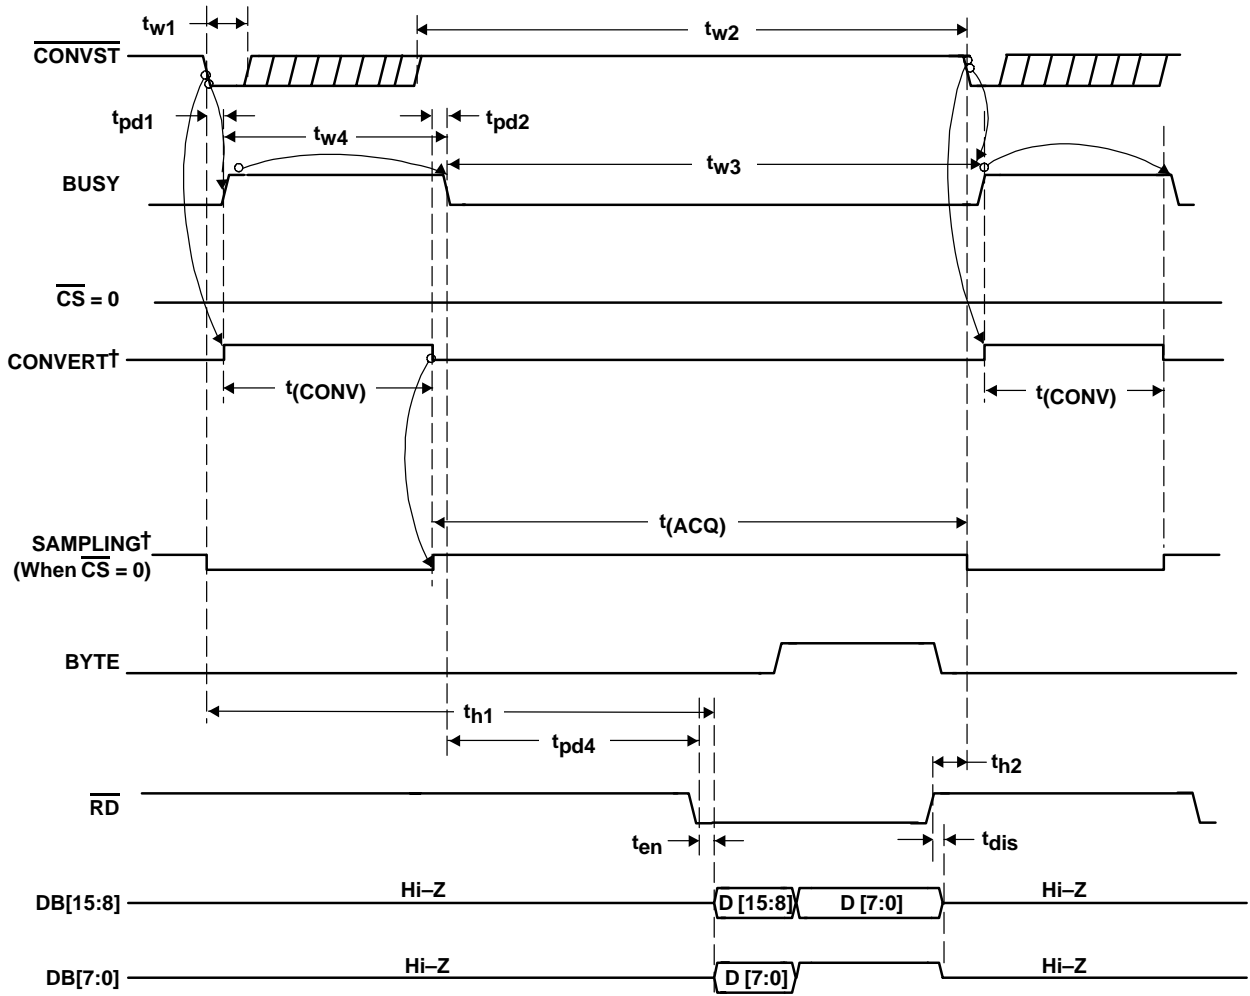 tw1
tw2
CONVST
tpd1
tpd2
tw4
tw3
BUSY
CS = 0
CONVERT†
t(CONV)
t(CONV)
t(ACQ)
SAMPLING†
(When CS = 0)
BYTE
th1
tpd4
th2
RD
ten
tdis
Hi–Z
Hi–Z
DB[15:8]
D [15:8]
D [7:0]
Hi–Z
Hi–Z
DB[7:0]
D [7:0]